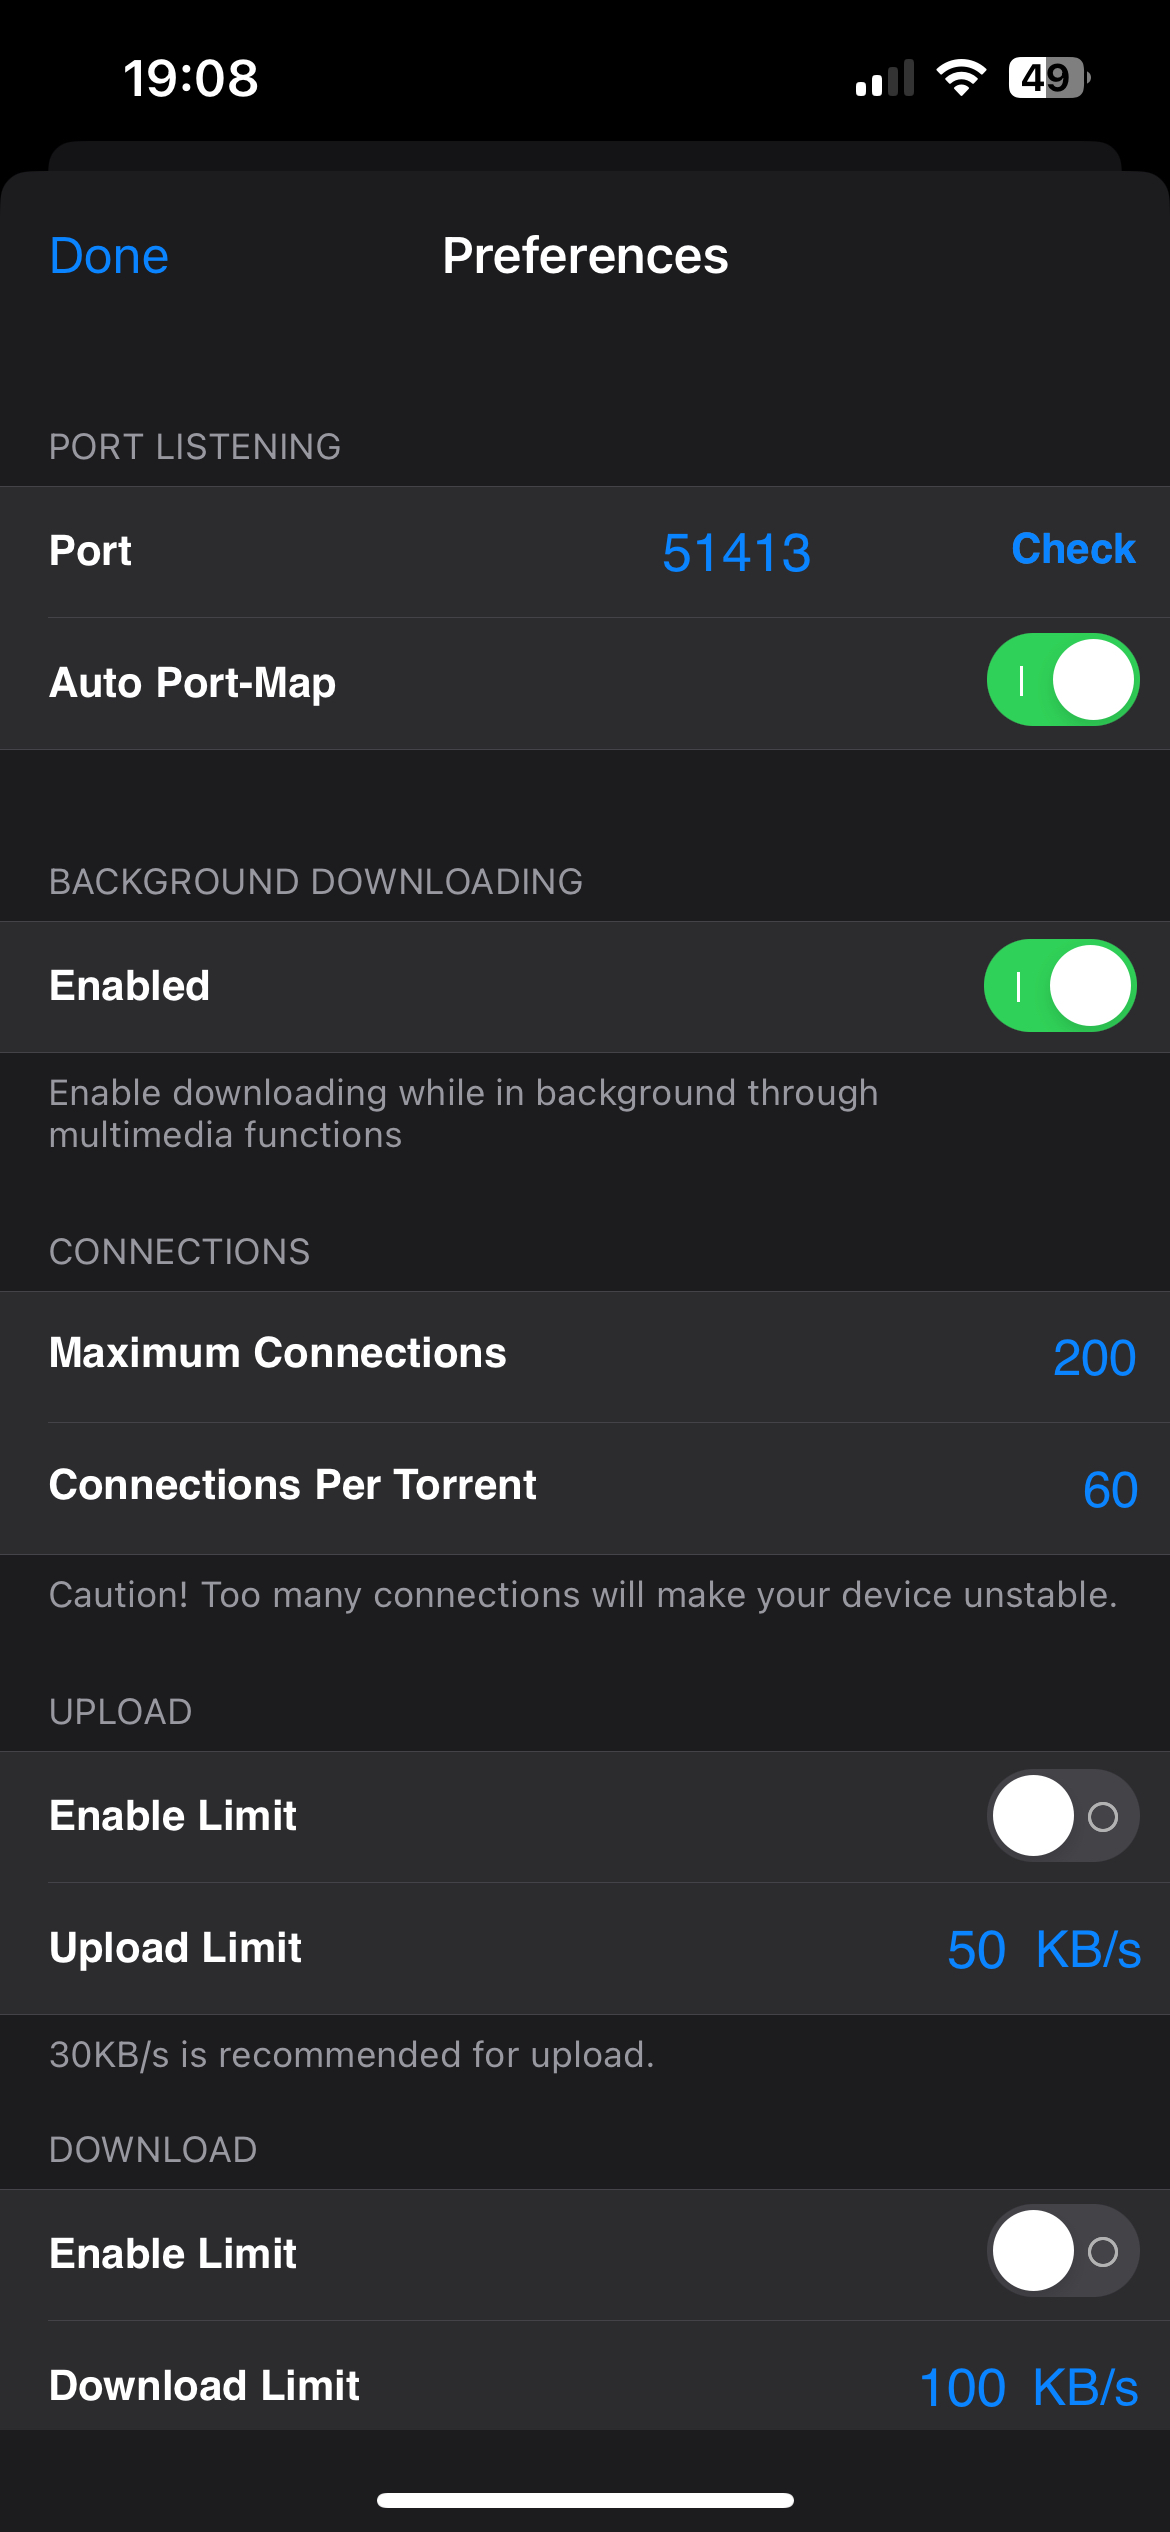 19:08
49
Done
Preferences
PORT LISTENING
Port 51413 Check
Auto Port-Map
BACKGROUND DOWNLOADING
Enabled
Enable downloading while in background through
multimedia functions
CONNECTIONS
Maximum Connections 200
Connections Per Torrent 60
Caution! Too many connections will make your device unstable.
UPLOAD
Enable Limit
Upload Limit 50 KB/s
30KB/s is recommended for upload.
DOWNLOAD
Enable Limit
Download Limit 100 KB/s